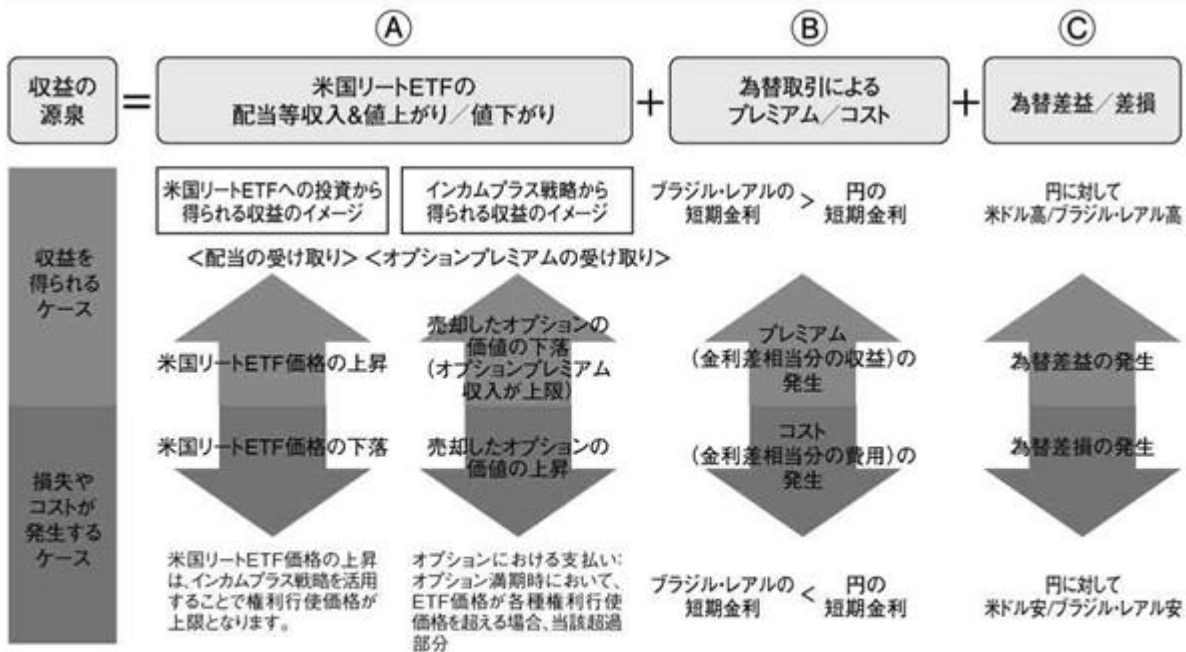 Ⓐ
Ⓑ
Ⓒ
収益の
源泉
=
米国リートETFの
配当等収入&値上がり／値下がり
+
為替取引による
プレミアム／コスト
+
為替差益／差損
収益を
得られる
ケース
米国リートETFへの投資から
得られる収益のイメージ
インカムプラス戦略から
得られる収益のイメージ
<配当の受け取り>
<オプションプレミアムの受け取り>
米国リートETF価格の上昇
売却したオプションの
価値の下落
(オプションプレミアム
収入が上限)
ブラジル・レアルの
短期金利
>
円の
短期金利
プレミアム
(金利差相当分の収益)の
発生
円に対して
米ドル高/ブラジル・レアル高
為替差益の発生
損失や
コストが
発生する
ケース
米国リートETF価格の下落
米国リートETF価格の上昇
は、インカムプラス戦略を活用
することで権利行使価格が
上限となります。
売却したオプションの
価値の上昇
オプションにおける支払い:
オプション満期時において、
ETF価格が各種権利行使
価格を超える場合、当該超過
部分
コスト
(金利差相当分の費用)の
発生
ブラジル・レアルの
短期金利
<
円の
短期金利
為替差損の発生
円に対して
米ドル安/ブラジル・レアル安